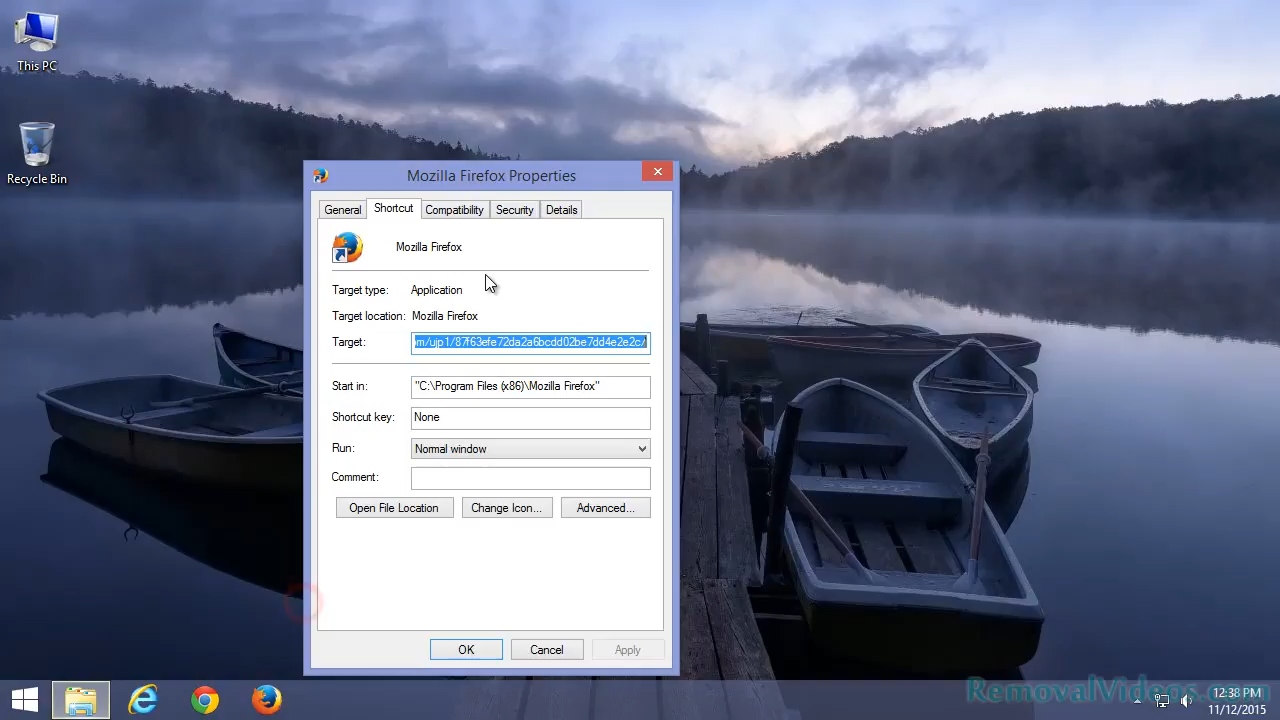 This PC
Recycle Bin
Mozilla Firefox Properties
General
Shortcut
Compatibility
Security
Details
Mozilla Firefox
Target type: Application
Target location: Mozilla Firefox
Target: om/ujp1/87f63efe72da2a6bcdd02be7dd4e2e2c/
Start in: "C:\Program Files (x86)\Mozilla Firefox"
Shortcut key: None
Run: Normal window
Comment:
Open File Location
Change Icon...
Advanced...
OK
Cancel
Apply
RemovalVideos.com
12:38 PM
11/12/2015